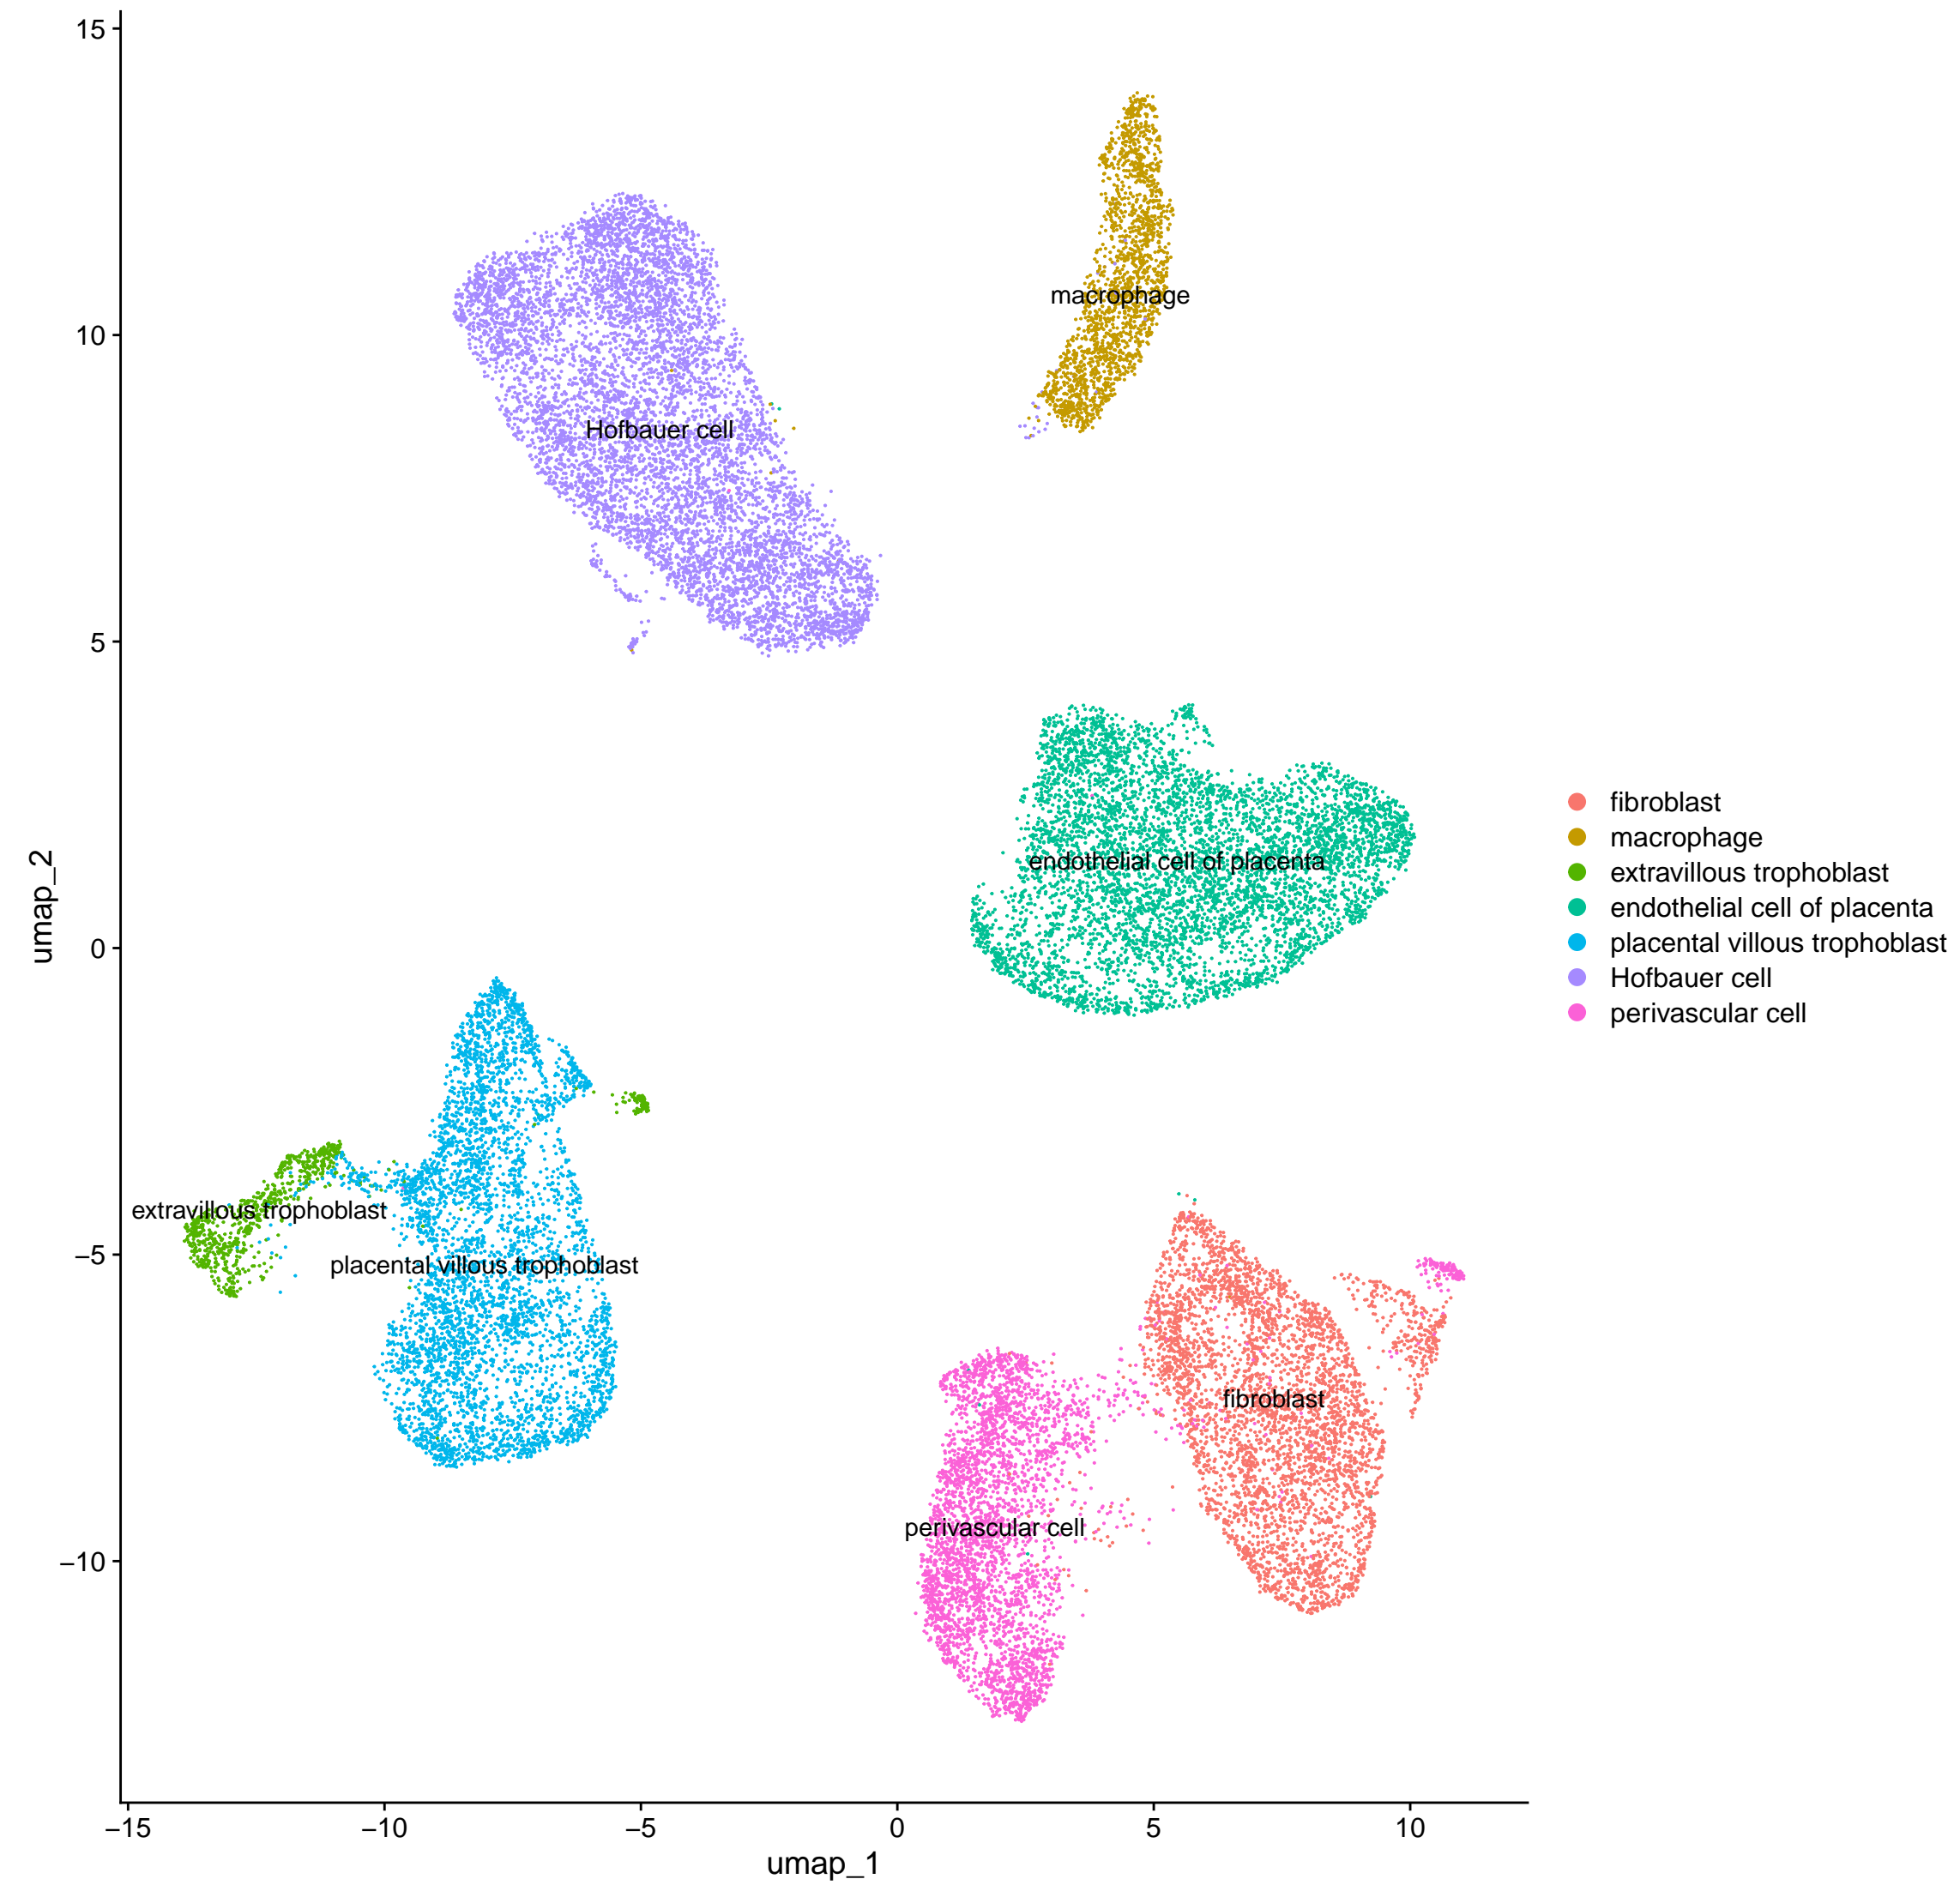 15
10
5
0
−5
−10
umap_2
macrophage
Hofbauer cell
endothelial cell of placenta
extravillous trophoblast
placental villous trophoblast
fibroblast
perivascular cell
−15
−10
−5
0
5
10
umap_1
fibroblast
macrophage
extravillous trophoblast
endothelial cell of placenta
placental villous trophoblast
Hofbauer cell
perivascular cell